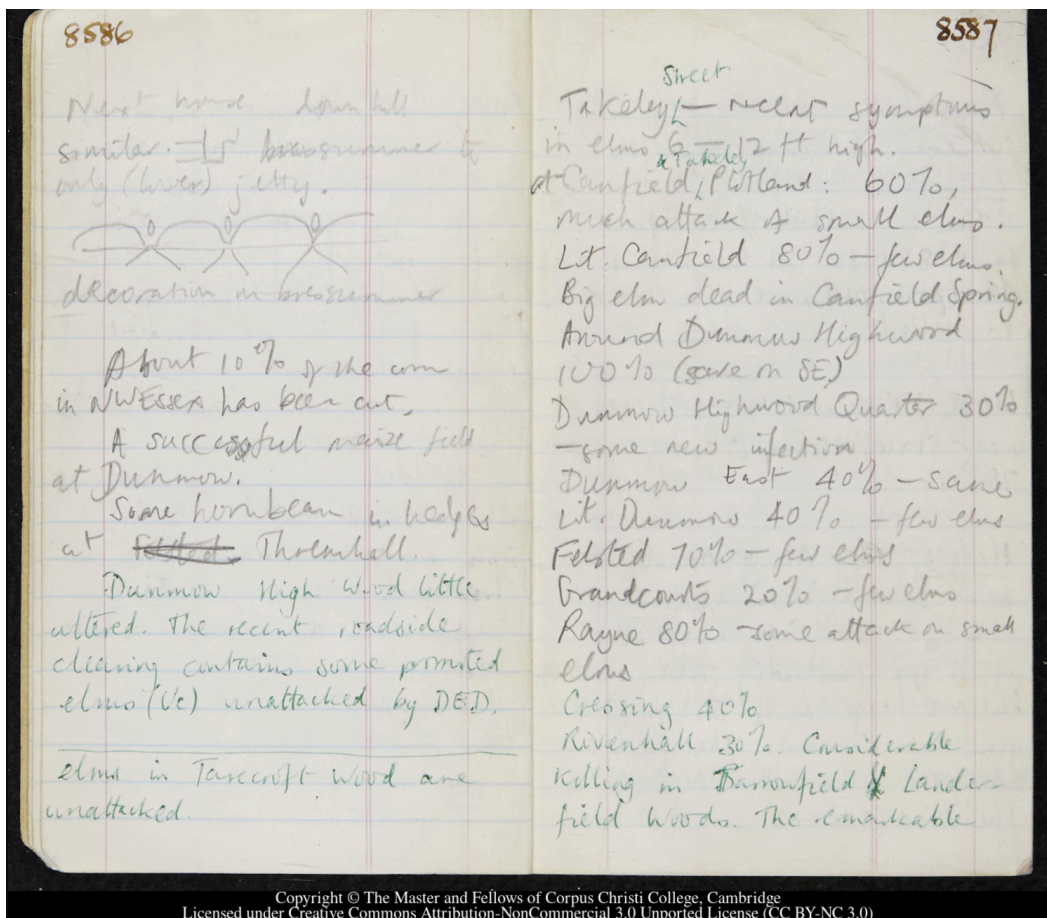 8586
Next house downhill
similar. bressummer to
only (lower) jetty.
decoration in bressummer
About 10% of the corn
in NW Essex has been cut.
A successful maize field
at Dunmow.
Some hornbeam in hedges
at Felsted Throenhall.
Dunmow High Wood little
altered. The recent roadside
clearing contains some promoted
elms (Uc) unattacked by DED.
elms in Tarecroft Wood are
unattacked.
8587
Street
Takeley — recent symptoms
in elms 6 — 12 ft high.
& Takeley
at Canfield, Plotland: 60%,
much attack of small elms.
Lit. Canfield 80% – few elms.
Big elm dead in Canfield Spring.
Around Dunmow Highwood
100% (save on SE)
Dunmow Highwood Quarter 30%
– some new infection
Dunmow East 40% – same
Lit. Dunmow 40% – few elms
Felsted 70% – few elms
Grandcourts 20% – few elms
Rayne 80% – some attack on small
elms
Cressing 40%
Rivenhall 30%. Considerable
killing in Barrowfield & Lander-
field Woods. The remarkable
Copyright © The Master and Fellows of Corpus Christi College, Cambridge
Licensed under Creative Commons Attribution-NonCommercial 3.0 Unported License (CC BY-NC 3.0)